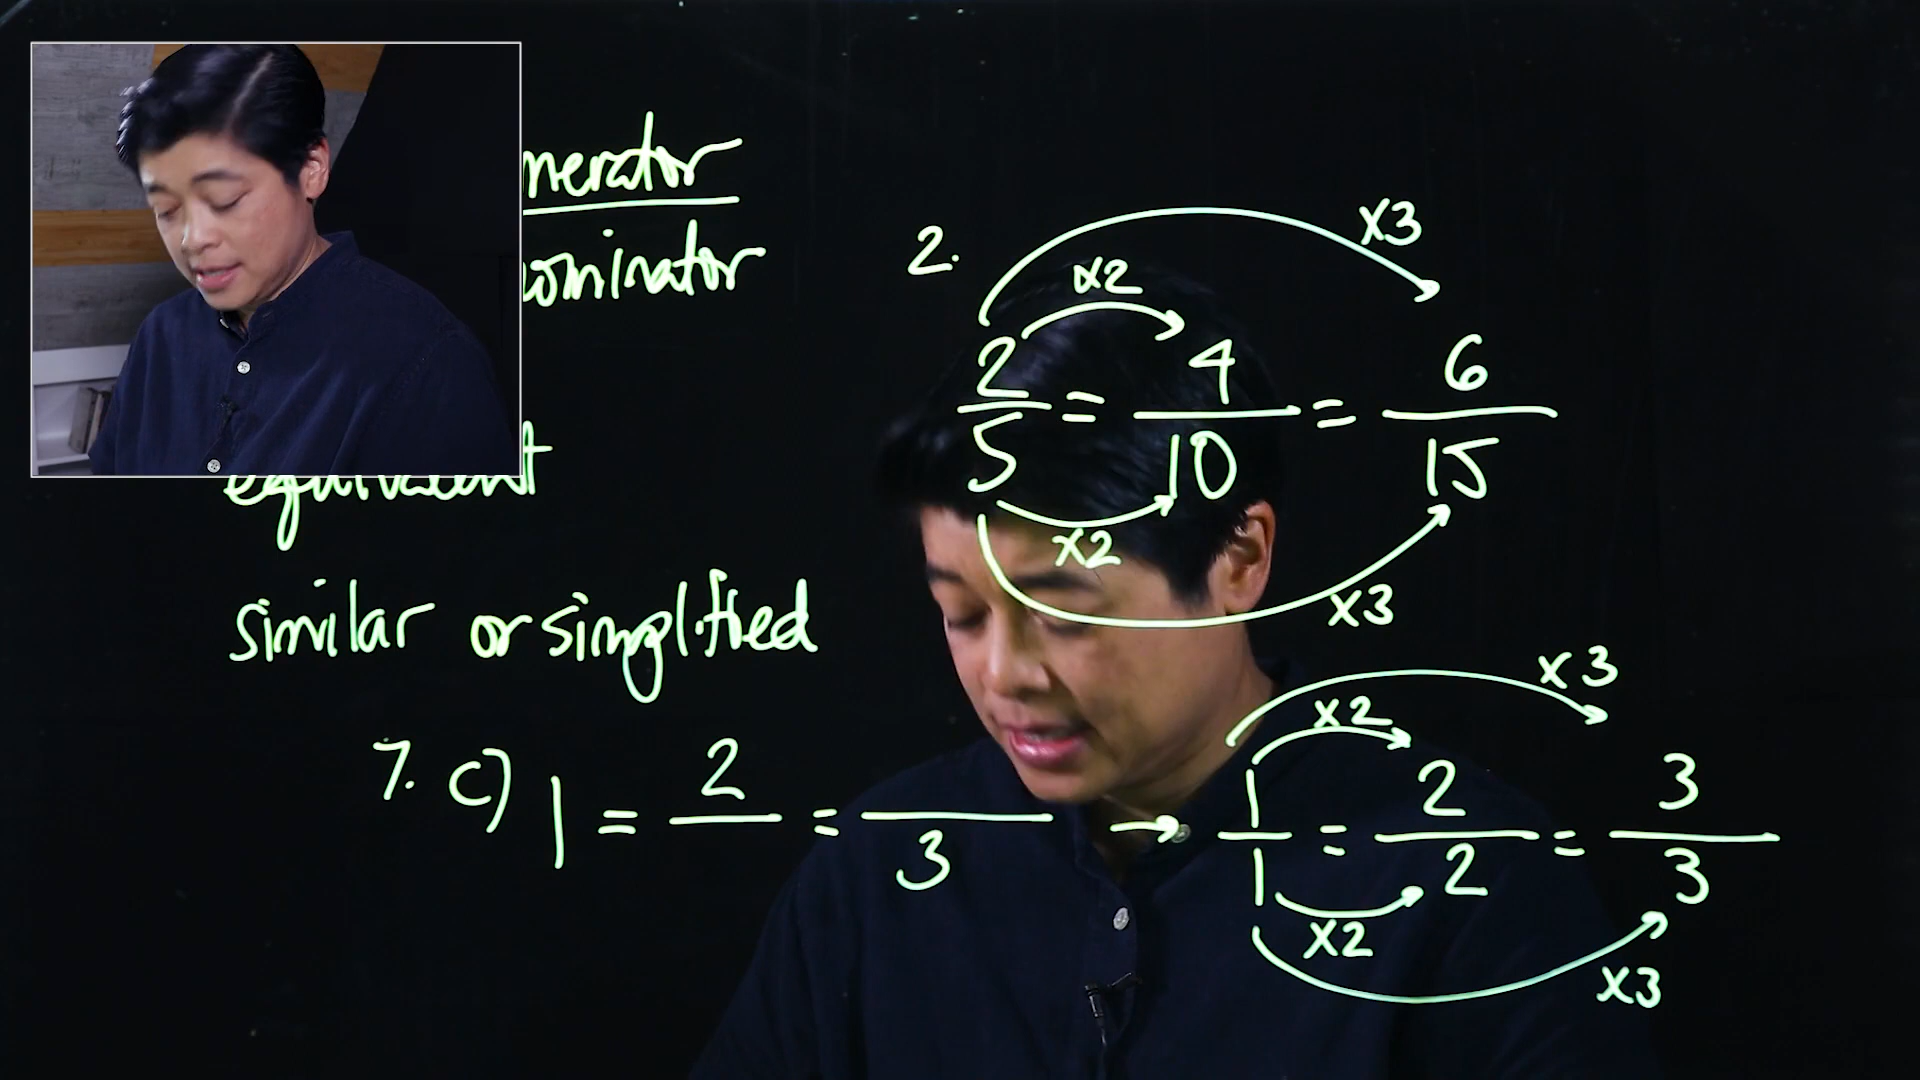 nerator
ominator
equivalent
similar or simplified
2.
x3
x2
2/5 = 4/10 = 6/15
x2
x3
7. c) 1 = 2/ = /3 → 1/1 = 2/2 = 3/3
x3
x2
x2
x3